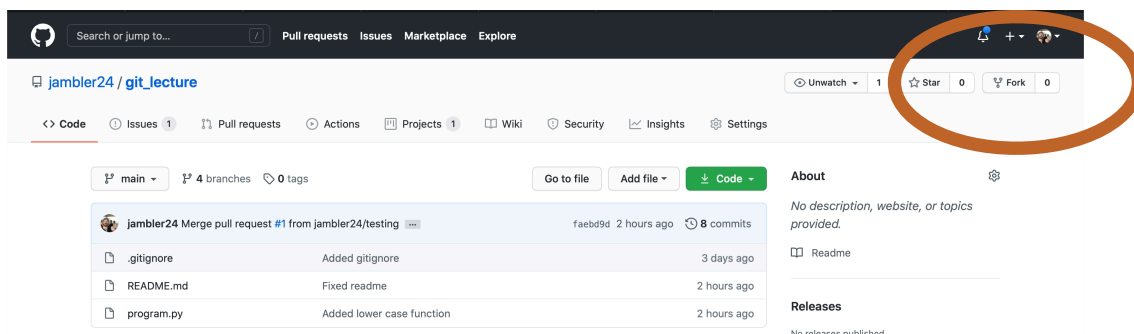 Search or jump to... / Pull requests Issues Marketplace Explore
jambler24 / git_lecture Unwatch 1 Star 0 Fork 0
Code Issues 1 Pull requests Actions Projects 1 Wiki Security Insights Settings
main 4 branches 0 tags Go to file Add file Code About
jambler24 Merge pull request #1 from jambler24/testing ... faebd9d 2 hours ago 8 commits
No description, website, or topics
provided.
.gitignore Added gitignore 3 days ago
Readme
README.md Fixed readme 2 hours ago
program.py Added lower case function 2 hours ago
Releases
No releases published